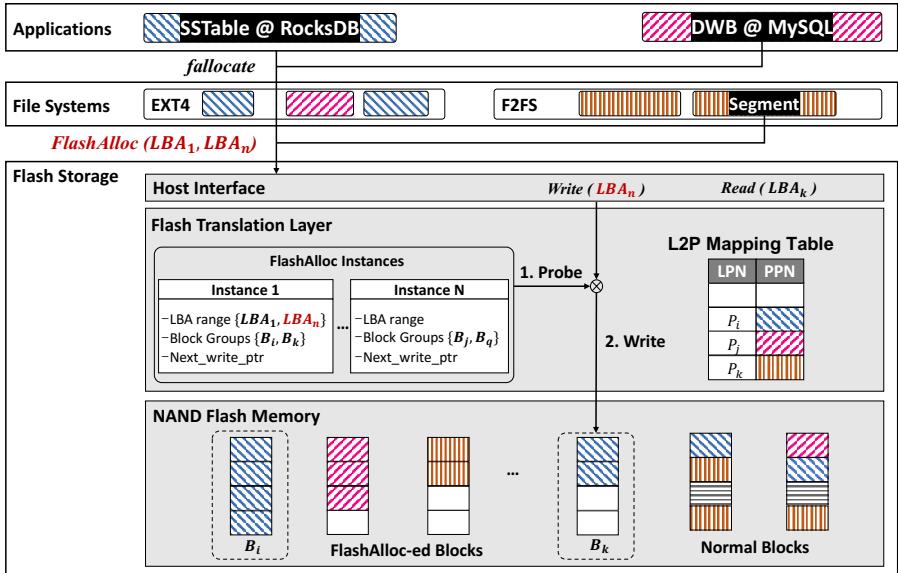 Applications
SSTable @ RocksDB
DWB @ MySQL
fallocate
File Systems
EXT4
F2FS
Segment
FlashAlloc (LBA₁, LBAₙ)
Flash Storage
Host Interface
Write ( LBAₙ )
Read ( LBAₖ )
Flash Translation Layer
FlashAlloc Instances
Instance 1
−LBA range {LBA₁, LBAₙ}
−Block Groups {Bᵢ, Bₖ}
−Next_write_ptr
...
Instance N
−LBA range
−Block Groups {Bⱼ, B_q}
−Next_write_ptr
1. Probe
2. Write
L2P Mapping Table
LPN PPN
Pᵢ
Pⱼ
Pₖ
NAND Flash Memory
...
Bᵢ
FlashAlloc-ed Blocks
Bₖ
Normal Blocks